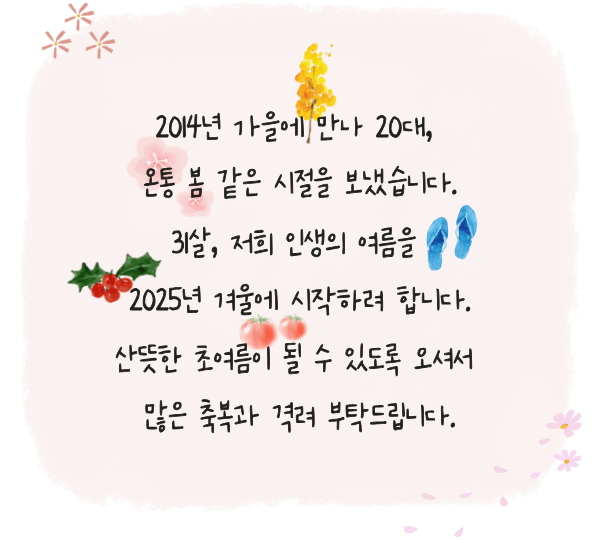 2014년 가을에 만나 20대,
온통 봄 같은 시절을 보냈습니다.
31살, 저희 인생의 여름을
2025년 겨울에 시작하려 합니다.
산뜻한 초여름이 될 수 있도록 오셔서
많은 축복과 격려 부탁드립니다.